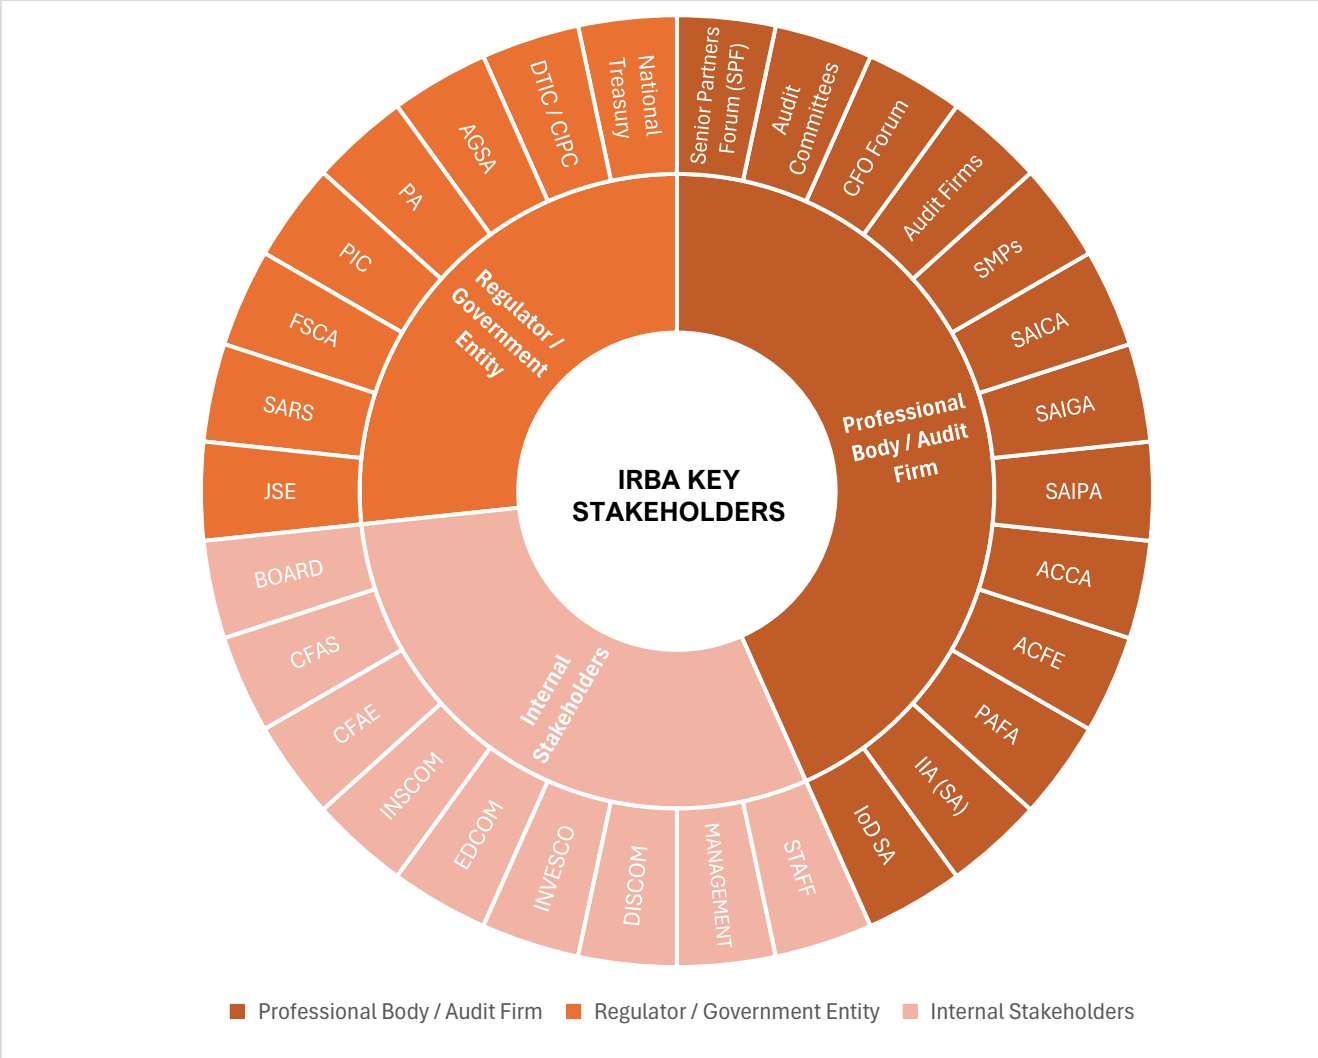 IRBA KEY
STAKEHOLDERS
Professional
Body / Audit
Firm
Senior Partners
Forum (SPF)
Audit
Committees
CFO Forum
Audit Firms
SMPs
SAICA
SAIGA
SAIPA
ACCA
ACFE
PAFA
IIA (SA)
IoD SA
Internal
Stakeholders
STAFF
MANAGEMENT
DISCOM
INVESCO
EDCOM
INSCOM
CFAE
CFAS
BOARD
Regulator /
Government
Entity
JSE
SARS
FSCA
PIC
PA
AGSA
DTIC / CIPC
National
Treasury
Professional Body / Audit Firm
Regulator / Government Entity
Internal Stakeholders